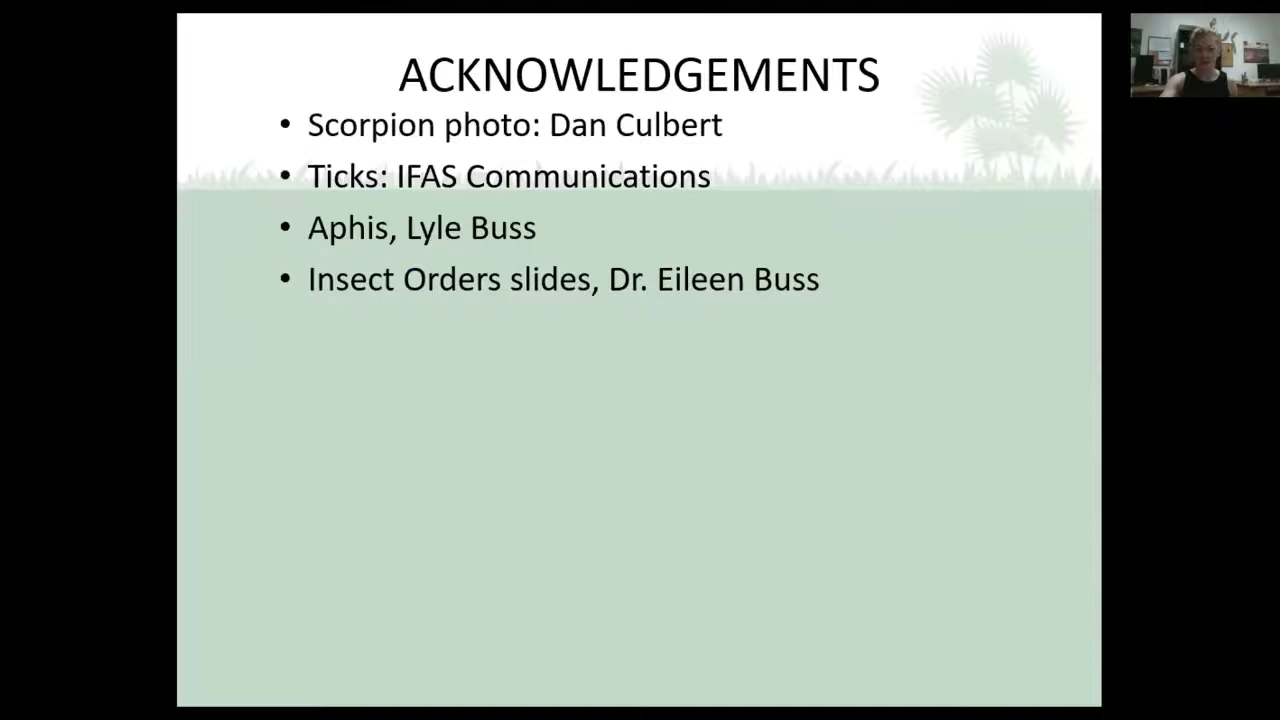 ACKNOWLEDGEMENTS
• Scorpion photo: Dan Culbert
• Ticks: IFAS Communications
• Aphis, Lyle Buss
• Insect Orders slides, Dr. Eileen Buss